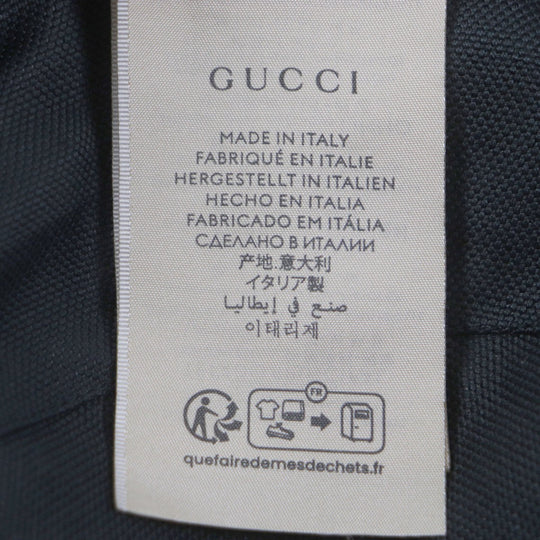 GUCCI
MADE IN ITALY
FABRIQUÉ EN ITALIE
HERGESTELLT IN ITALIEN
HECHO EN ITALIA
FABRICADO EM ITÁLIA
СДЕЛАНО В ИТАЛИИ
产地.意大利
イタリア製
صنع في إيطاليا
이태리제
FR
quefairedemesdechets.fr